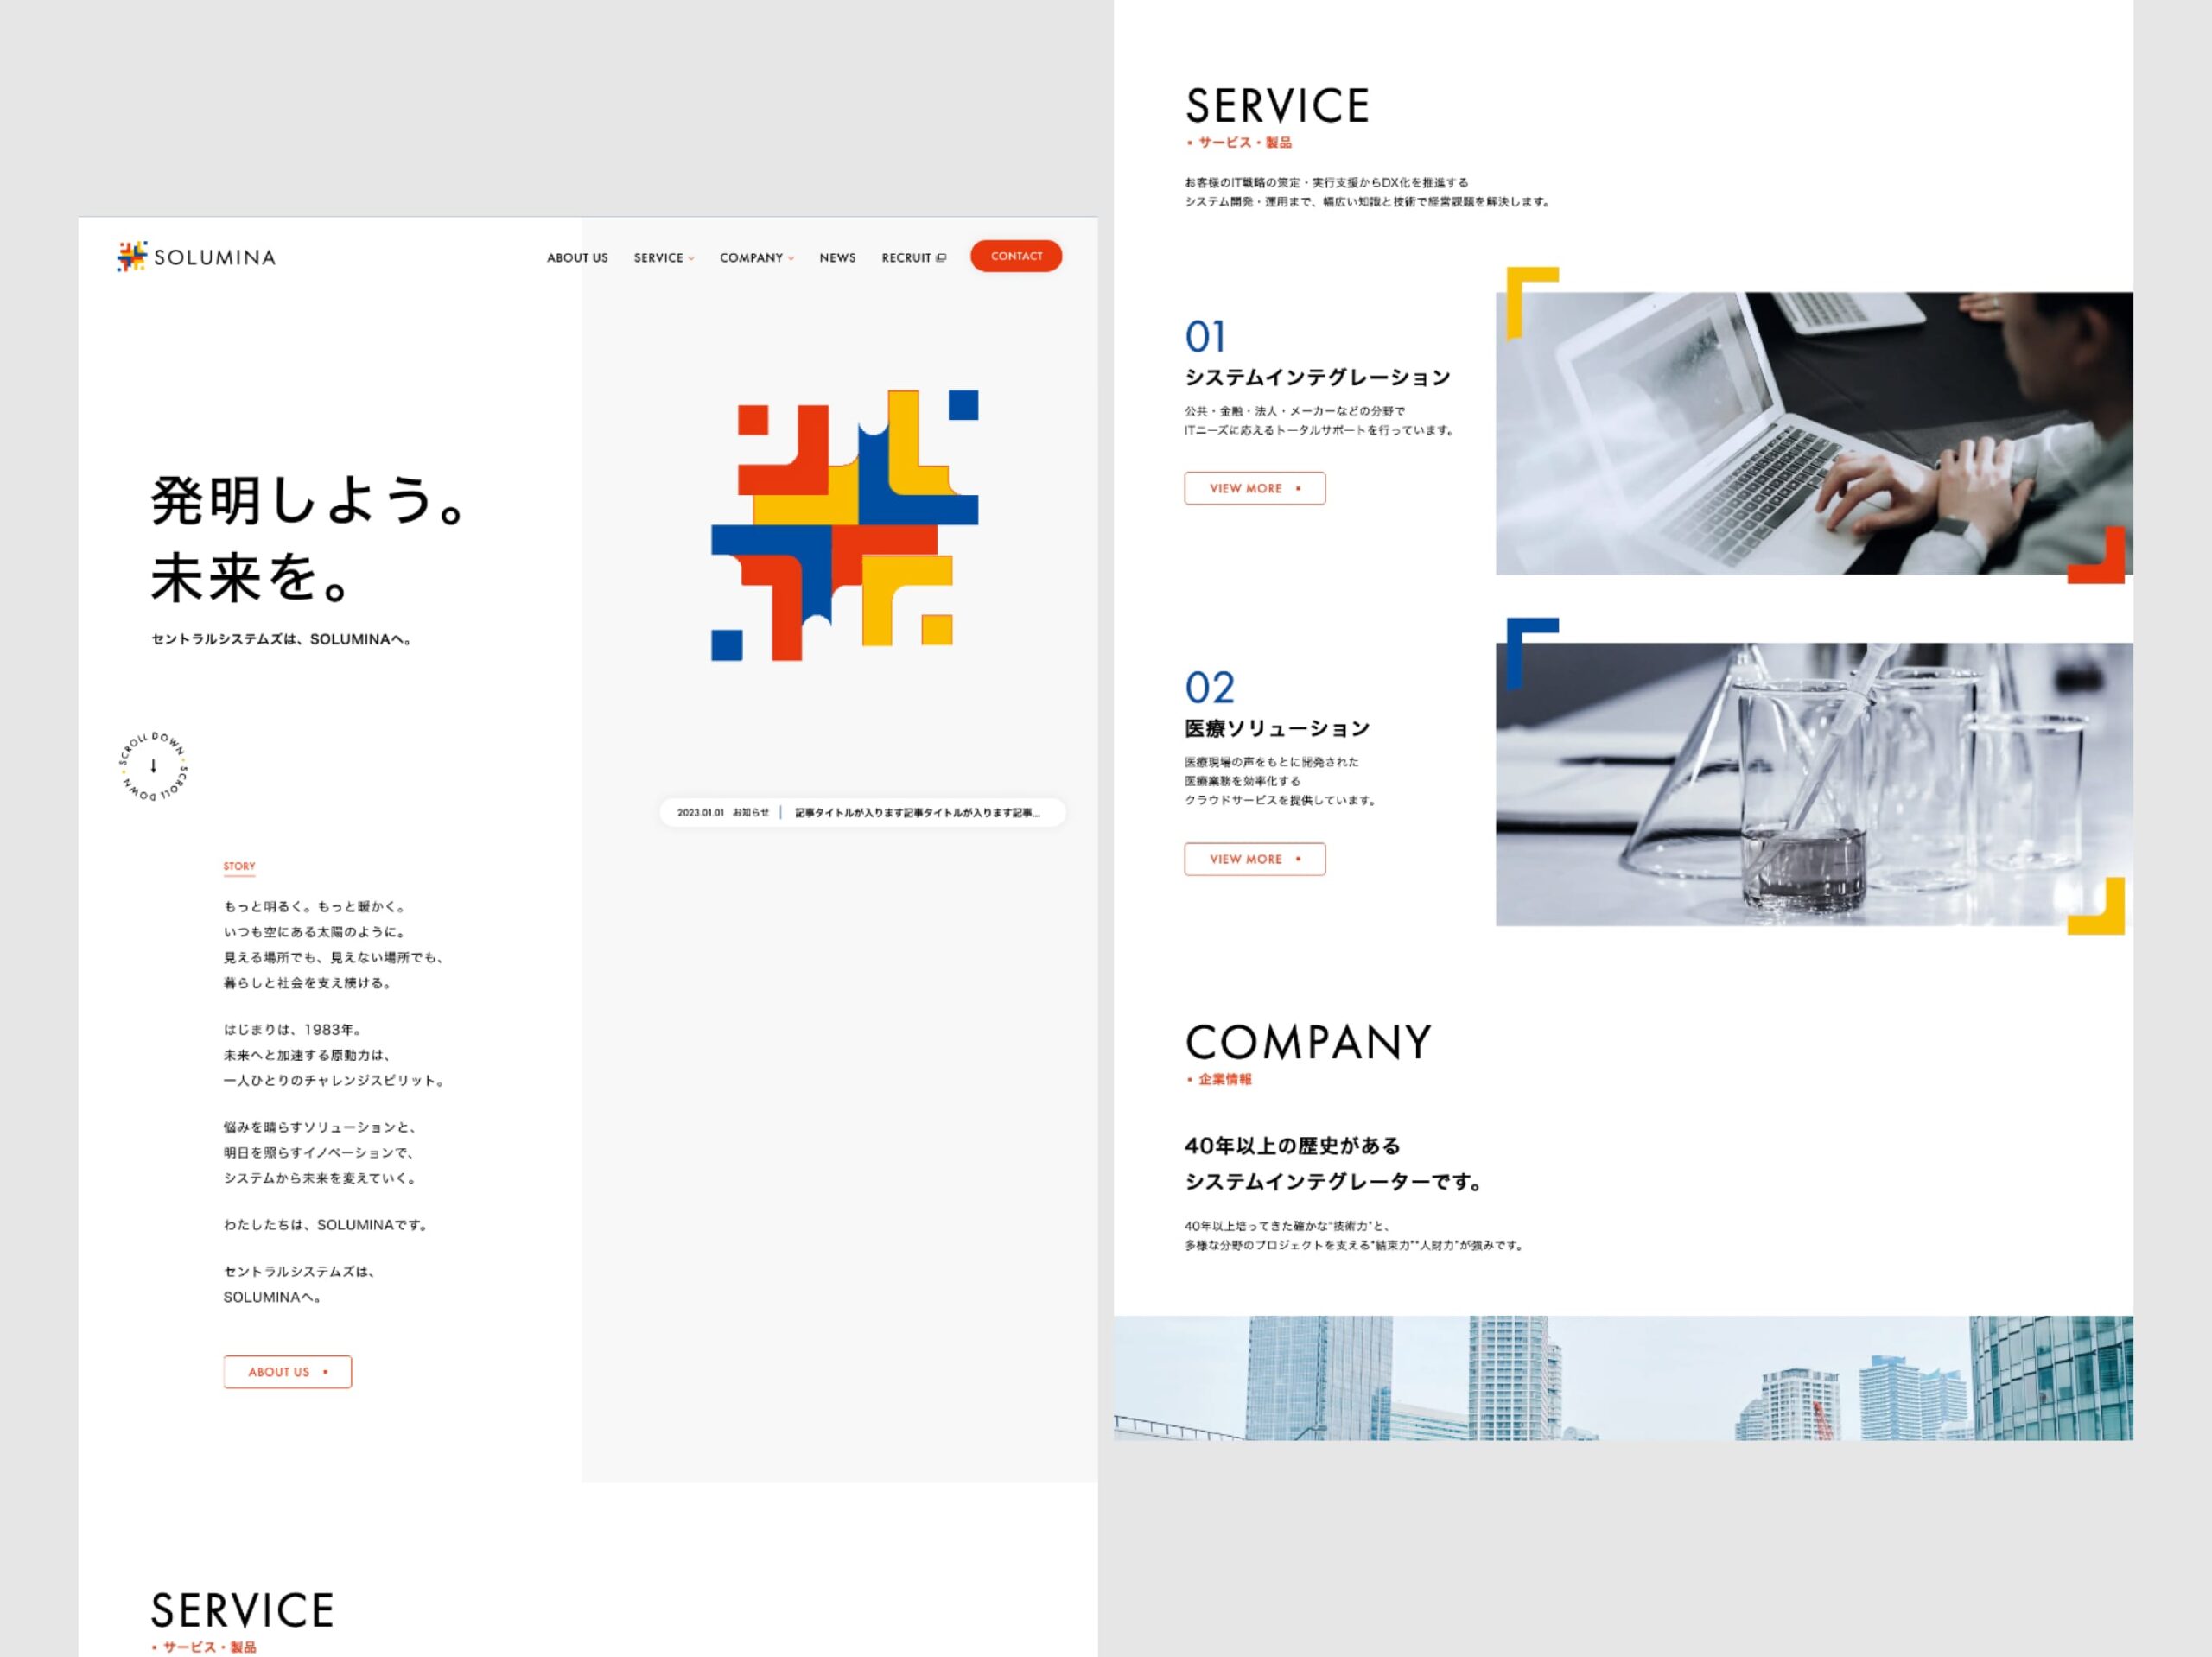 SOLUMINA
ABOUT US
SERVICE
COMPANY
NEWS
RECRUIT
CONTACT
発明しよう。
未来を。
セントラルシステムズは、SOLUMINAへ。
SCROLL DOWN・SCROLL DOWN・
2023.01.01 お知らせ 記事タイトルが入ります記事タイトルが入ります記事...
STORY
もっと明るく。もっと暖かく。
いつも空にある太陽のように。
見える場所でも、見えない場所でも、
暮らしと社会を支え続ける。
はじまりは、1983年。
未来へと加速する原動力は、
一人ひとりのチャレンジスピリット。
悩みを晴らすソリューションと、
明日を照らすイノベーションで、
システムから未来を変えていく。
わたしたちは、SOLUMINAです。
セントラルシステムズは、
SOLUMINAへ。
ABOUT US
SERVICE
・サービス・製品
SERVICE
・サービス・製品
お客様のIT戦略の策定・実行支援からDX化を推進する
システム開発・運用まで、幅広い知識と技術で経営課題を解決します。
01
システムインテグレーション
公共・金融・法人・メーカーなどの分野で
ITニーズに応えるトータルサポートを行っています。
VIEW MORE
02
医療ソリューション
医療現場の声をもとに開発された
医療業務を効率化する
クラウドサービスを提供しています。
VIEW MORE
COMPANY
・企業情報
40年以上の歴史がある
システムインテグレーターです。
40年以上培ってきた確かな“技術力”と、
多様な分野のプロジェクトを支える“結束力”“人財力”が強みです。